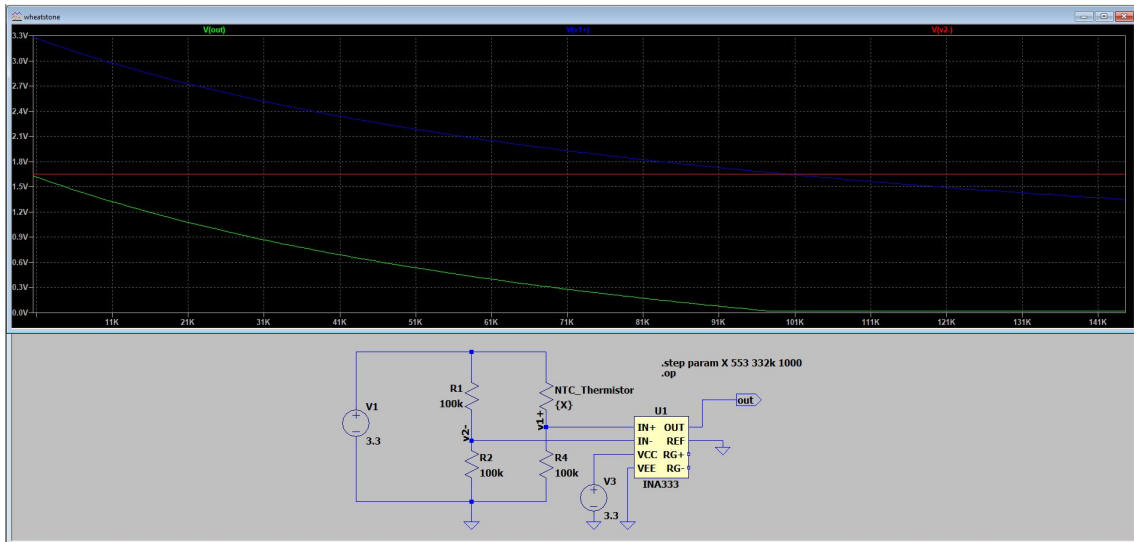 wheatstone
V(out) V(v1+) V(v2-)
3.3V
3.0V
2.7V
2.4V
2.1V
1.8V
1.5V
1.2V
0.9V
0.6V
0.3V
0.0V
11K 21K 31K 41K 51K 61K 71K 81K 91K 101K 111K 121K 131K 141K
.step param X 553 332k 1000
.op
R1
100k
NTC_Thermistor
{X}
V1
3.3
v2-
v1+
U1
out
IN+ OUT
IN- REF
VCC RG+
VEE RG-
INA333
R2
100k
R4
100k
V3
3.3